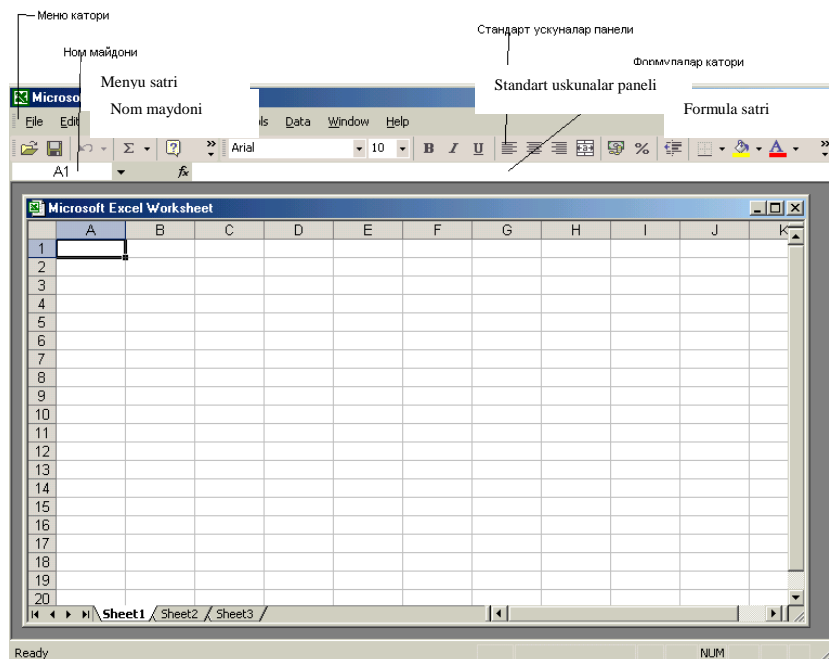 Меню катори
Стандарт ускуналар панели
Ном майдони
Формулалар катори
Menyu satri
Standart uskunalar paneli
Nom maydoni
Formula satri
File Data Window Help
Arial 10 B I U %
A1 fx
Microsoft Excel Worksheet
A B C D E F G H I J K
1
2
3
4
5
6
7
8
9
10
11
12
13
14
15
16
17
18
19
20
Sheet1 Sheet2 Sheet3
Ready NUM